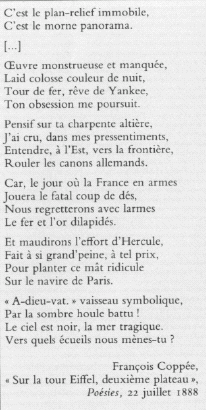 C'est le plan-relief immobile,
C'est le morne panorama.
[...]
Œuvre monstrueuse et manquée,
Laid colosse couleur de nuit,
Tour de fer, rêve de Yankee,
Ton obsession me poursuit.
Pensif sur ta charpente altière,
J'ai cru, dans mes pressentiments,
Entendre, à l'Est, vers la frontière,
Rouler les canons allemands.
Car, le jour où la France en armes
Jouera le fatal coup de dés,
Nous regretterons avec larmes
Le fer et l'or dilapidés.
Et maudirons l'effort d'Hercule,
Fait à si grand'peine, à tel prix,
Pour planter ce mât ridicule
Sur le navire de Paris.
« A-dieu-vat. » vaisseau symbolique,
Par la sombre houle battu !
Le ciel est noir, la mer tragique.
Vers quels écueils nous mènes-tu ?
François Coppée,
« Sur la tour Eiffel, deuxième plateau »,
Poésies, 22 juillet 1888